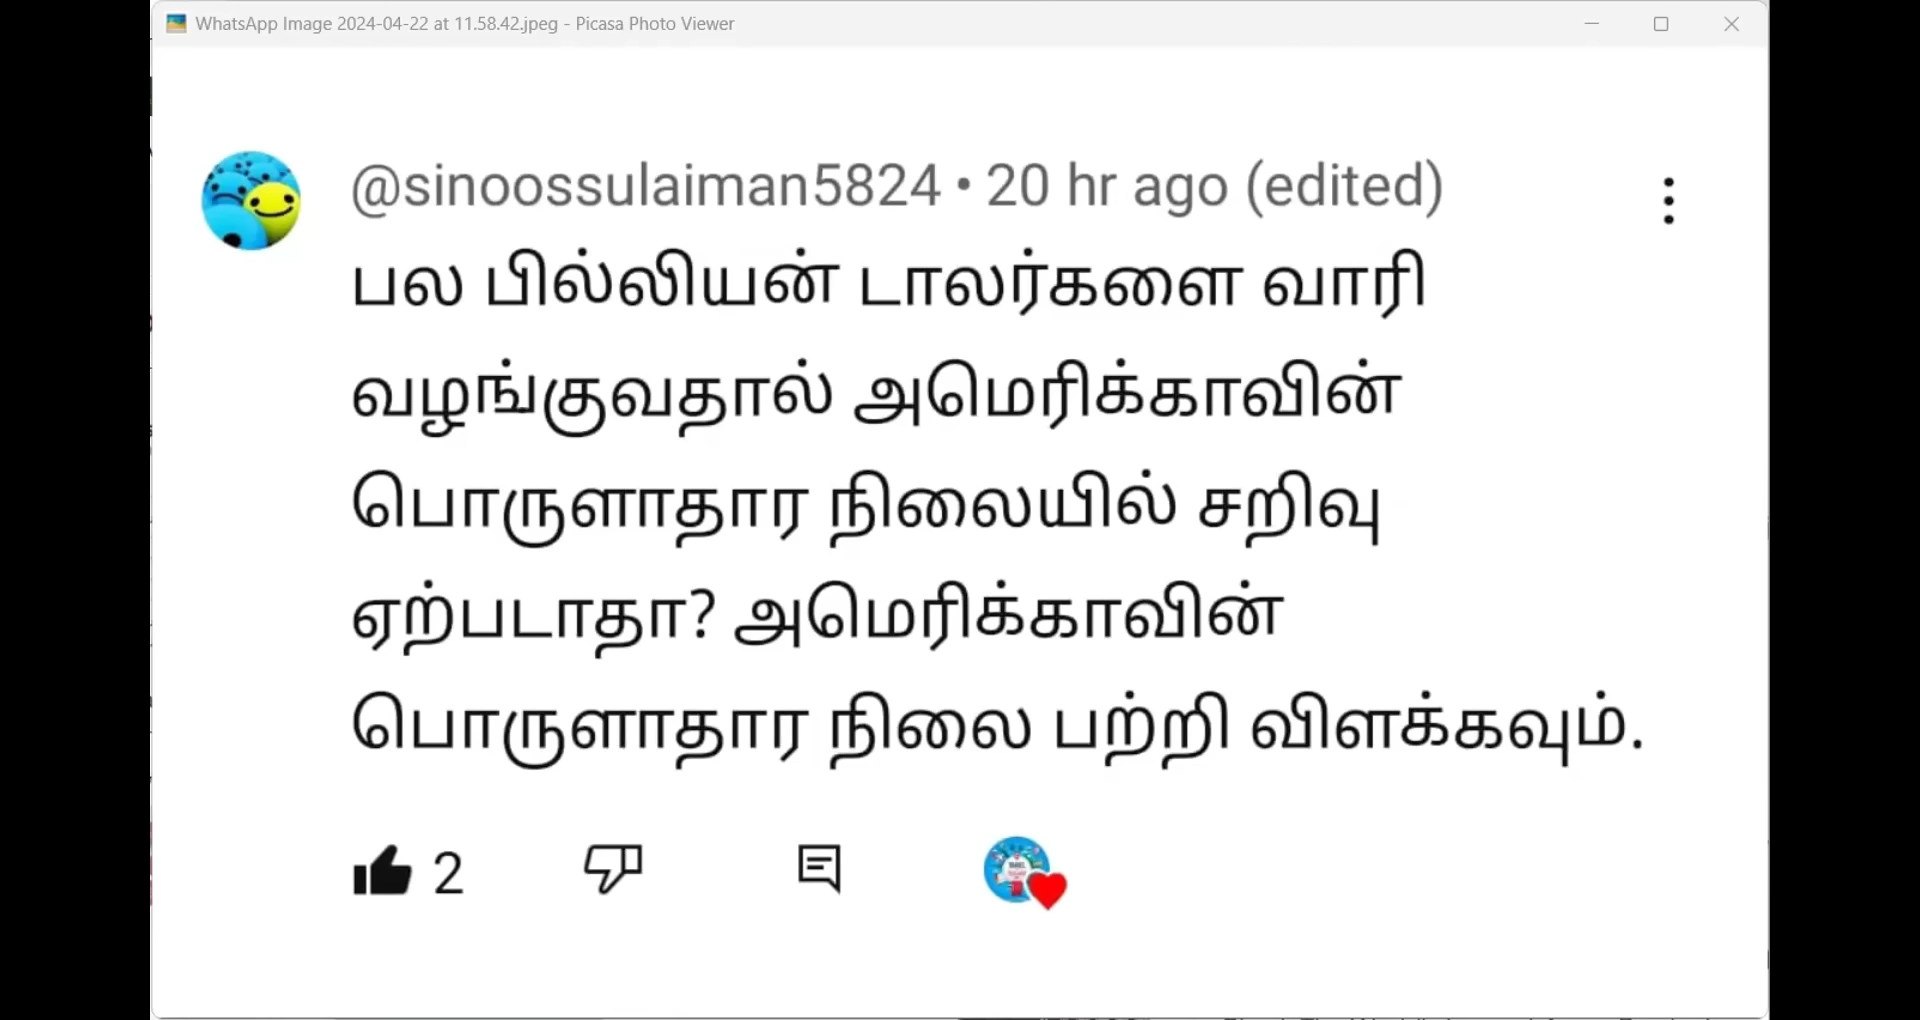 WhatsApp Image 2024-04-22 at 11.58.42.jpeg - Picasa Photo Viewer
@sinoossulaiman5824 • 20 hr ago (edited)
பல பில்லியன் டாலர்களை வாரி
வழங்குவதால் அமெரிக்காவின்
பொருளாதார நிலையில் சறிவு
ஏற்படாதா? அமெரிக்காவின்
பொருளாதார நிலை பற்றி விளக்கவும்.
2